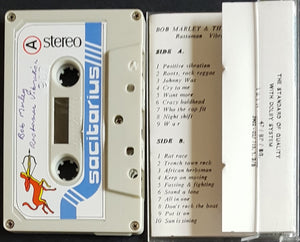 A stereo
Bob Marley
Rastaman Vibration
sagitarius
BOB MARLEY & TH
Rastaman Vibr
SIDE A.
1 Positive vibration
2 Roots, rock reggae
3 Johnny Was
4 Cry to me
5 Want more
6 Crazy baldhead
7 Who the cap fit
8 Night shift
9 War
SIDE B.
1 Rat race
2 Trench town rock
3 African herbsman
4 Keep on moving
5 Fussing & fighting
6 Stand a lone
7 All in one
8 Don't rock the boat
9 Put it on
10 Sun is tining
THE STANDARD OF QUALITY
WITH DOLBY SYSTEM